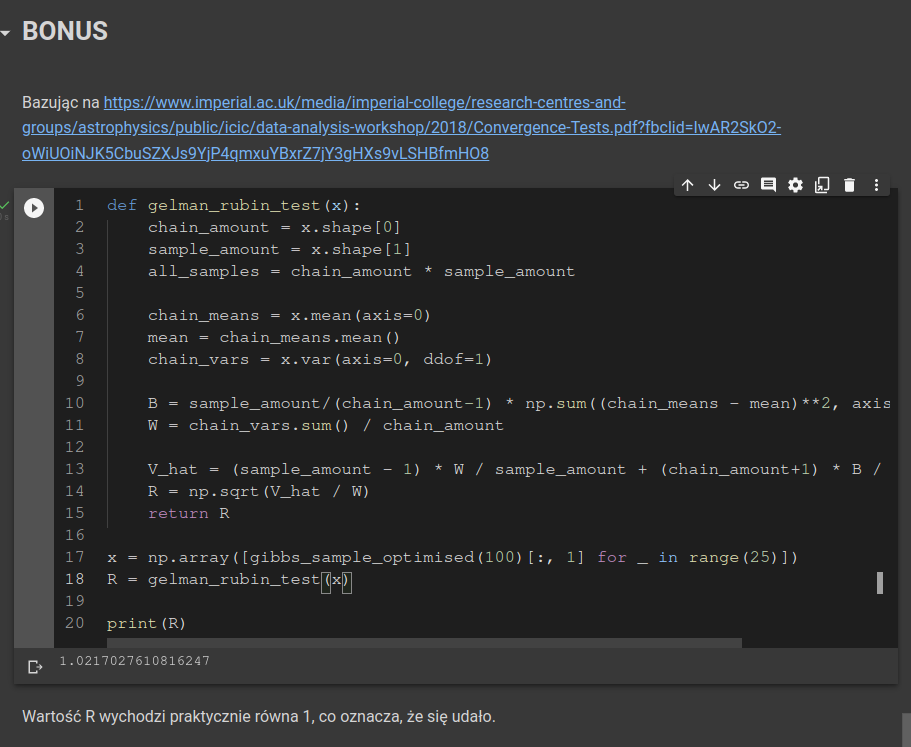 BONUS
Bazując na https://www.imperial.ac.uk/media/imperial-college/research-centres-and-
groups/astrophysics/public/icic/data-analysis-workshop/2018/Convergence-Tests.pdf?fbclid=IwAR2SkO2-
oWiUOiNJK5CbuSZXJs9YjP4qmxuYBxrZ7jY3gHXs9vLSHBfmHO8
1 def gelman_rubin_test(x):
2     chain_amount = x.shape[0]
3     sample_amount = x.shape[1]
4     all_samples = chain_amount * sample_amount
5
6     chain_means = x.mean(axis=0)
7     mean = chain_means.mean()
8     chain_vars = x.var(axis=0, ddof=1)
9
10     B = sample_amount/(chain_amount-1) * np.sum((chain_means - mean)**2, axis
11     W = chain_vars.sum() / chain_amount
12
13     V_hat = (sample_amount - 1) * W / sample_amount + (chain_amount+1) * B /
14     R = np.sqrt(V_hat / W)
15     return R
16
17 x = np.array([gibbs_sample_optimised(100)[:, 1] for _ in range(25)])
18 R = gelman_rubin_test(x)
19
20 print(R)
1.0217027610816247
Wartość R wychodzi praktycznie równa 1, co oznacza, że się udało.